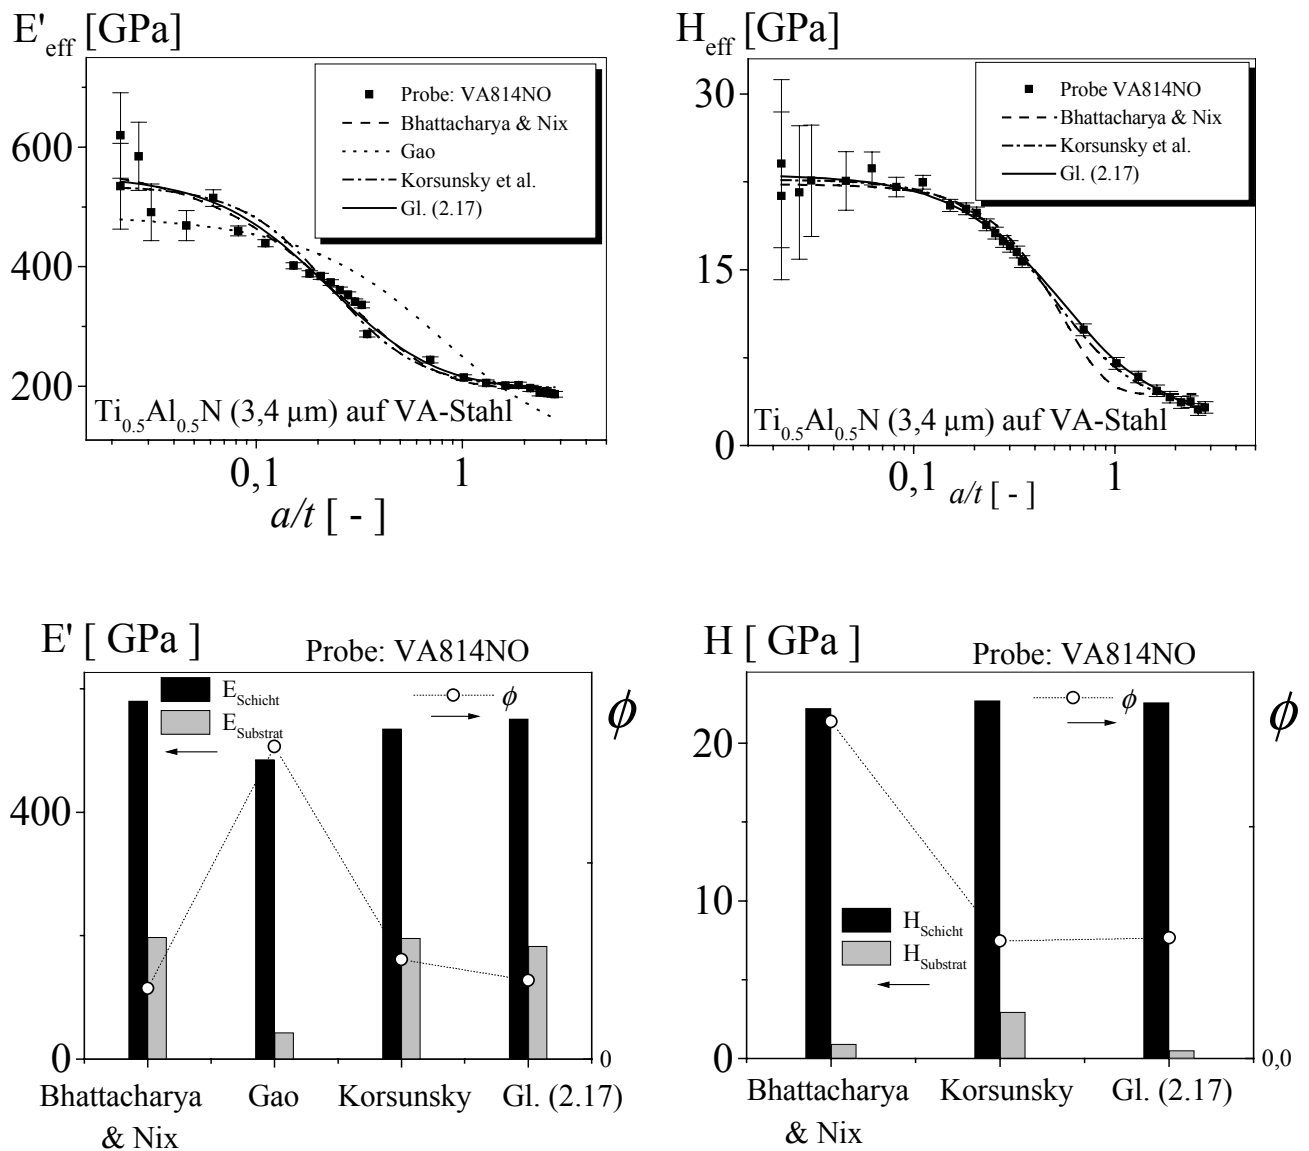 E'eff [GPa]
600
400
200
Probe: VA814NO
Bhattacharya & Nix
Gao
Korsunsky et al.
Gl. (2.17)
Ti0.5Al0.5N (3,4 µm) auf VA-Stahl
0,1
1
a/t [ - ]
Heff [GPa]
30
15
0
Probe VA814NO
Bhattacharya & Nix
Korsunsky et al.
Gl. (2.17)
Ti0.5Al0.5N (3,4 µm) auf VA-Stahl
0,1
1
a/t [ - ]
E' [ GPa ]
Probe: VA814NO
ESchicht
ESubstrat
ϕ
ϕ
400
0
0
Bhattacharya
& Nix
Gao
Korsunsky
Gl. (2.17)
H [ GPa ]
Probe: VA814NO
ϕ
ϕ
20
10
0
HSchicht
HSubstrat
0,0
Bhattacharya
& Nix
Korsunsky
Gl. (2.17)